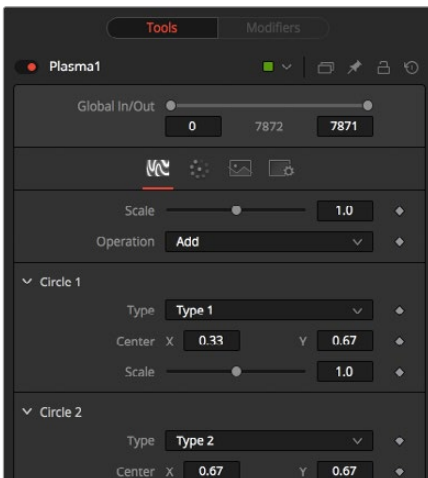 Tools Modifiers
Plasma1
Global In/Out
0 7872 7871
Scale 1.0
Operation Add
Circle 1
Type Type 1
Center X 0.33 Y 0.67
Scale 1.0
Circle 2
Type Type 2
Center X 0.67 Y 0.67